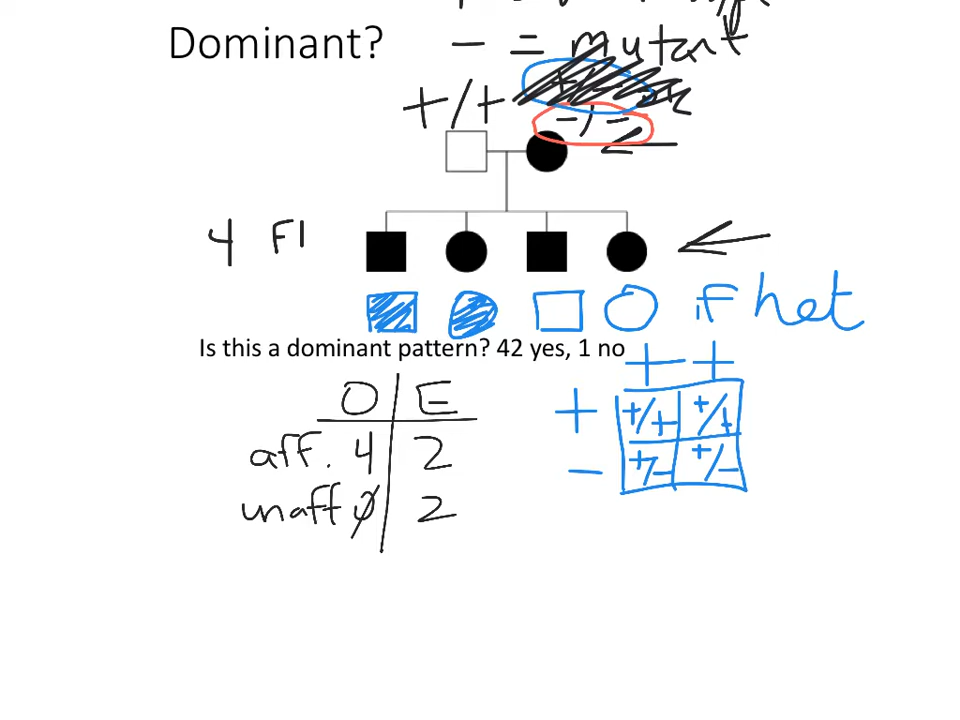 Dominant?
- = mutant
+/+
-/-
4 F1
if het
Is this a dominant pattern? 42 yes, 1 no
+ +
O E
+ +/+ +/+
aff. 4 2
- +/- +/-
unaff 0 2